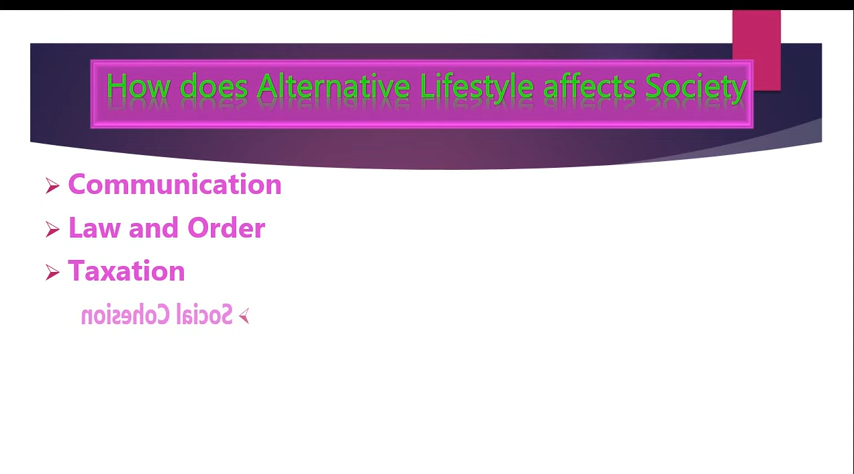 How does Alternative Lifestyle affects Society
Communication
Law and Order
Taxation
Social Cohesion